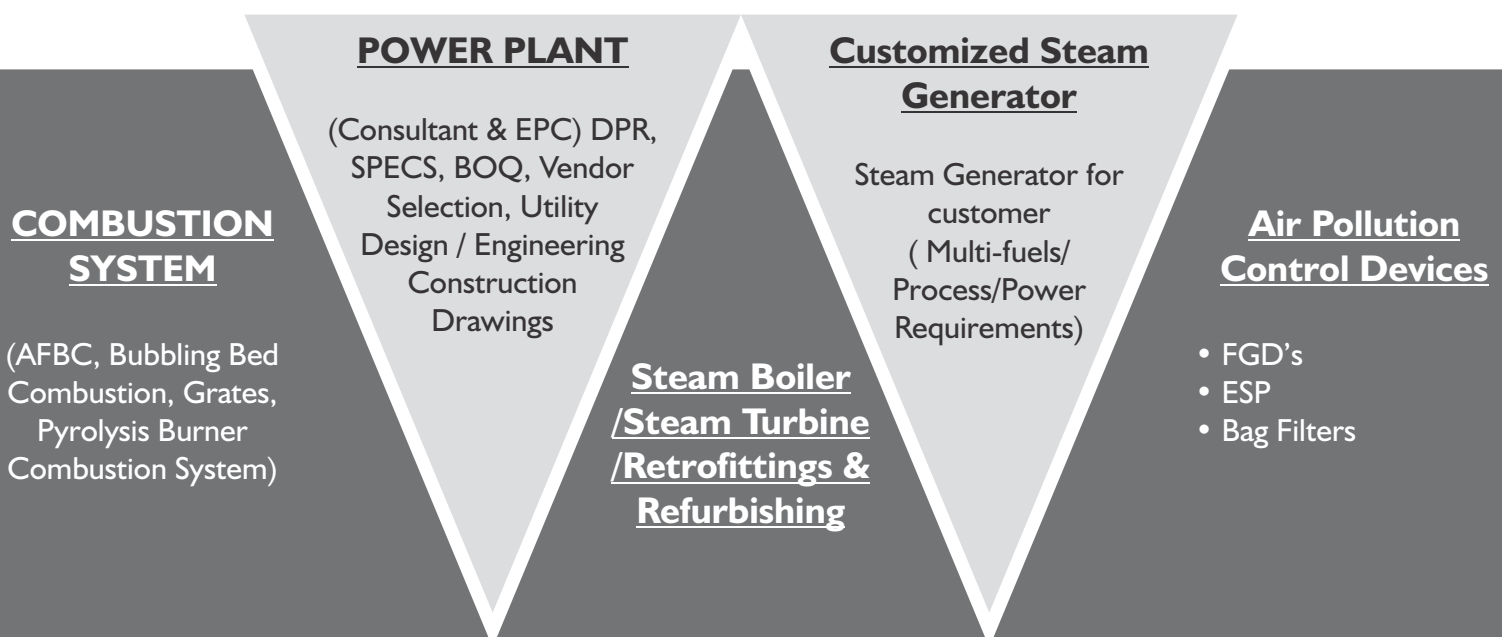 COMBUSTION
SYSTEM
(AFBC, Bubbling Bed
Combustion, Grates,
Pyrolysis Burner
Combustion System)
POWER PLANT
(Consultant & EPC) DPR,
SPECS, BOQ, Vendor
Selection, Utility
Design / Engineering
Construction
Drawings
Steam Boiler
/Steam Turbine
/Retrofittings &
Refurbishing
Customized Steam
Generator
Steam Generator for
customer
( Multi-fuels/
Process/Power
Requirements)
Air Pollution
Control Devices
• FGD's
• ESP
• Bag Filters